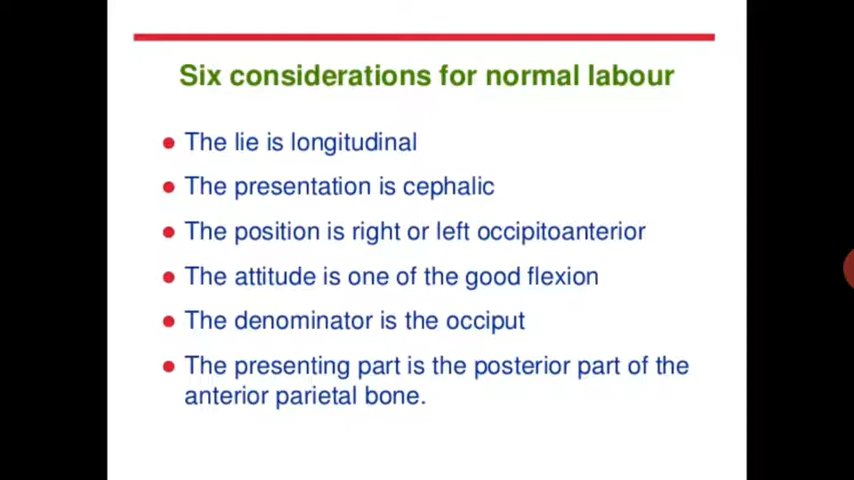 Six considerations for normal labour
The lie is longitudinal
The presentation is cephalic
The position is right or left occipitoanterior
The attitude is one of the good flexion
The denominator is the occiput
The presenting part is the posterior part of the
anterior parietal bone.